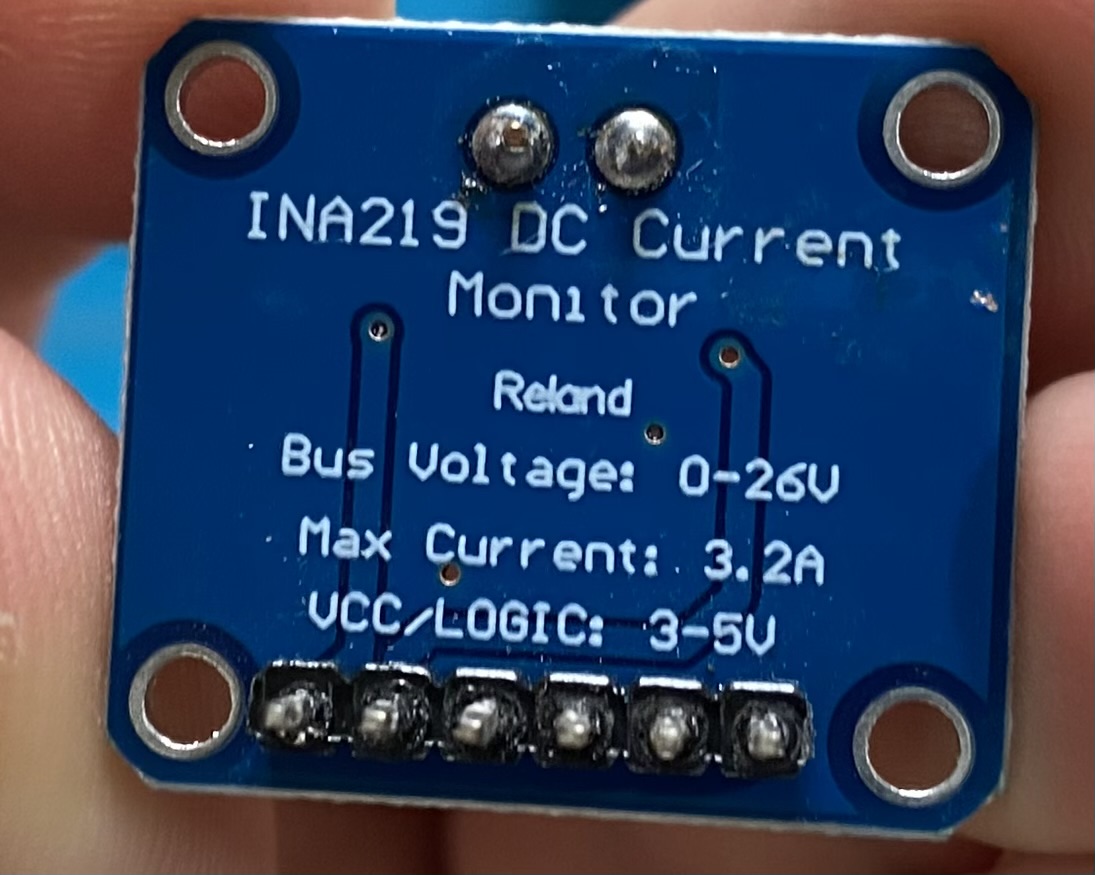 INA219 DC Current
Monitor
Reland
Bus Voltage: 0-26V
Max Current: 3.2A
VCC/LOGIC: 3-5V